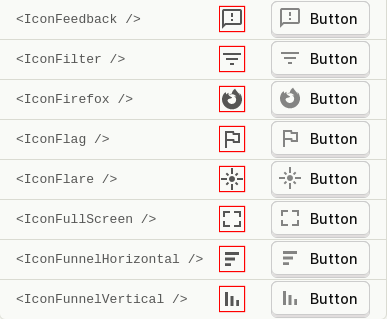 <IconFeedback /> Button
<IconFilter /> Button
<IconFirefox /> Button
<IconFlag /> Button
<IconFlare /> Button
<IconFullScreen /> Button
<IconFunnelHorizontal /> Button
<IconFunnelVertical /> Button